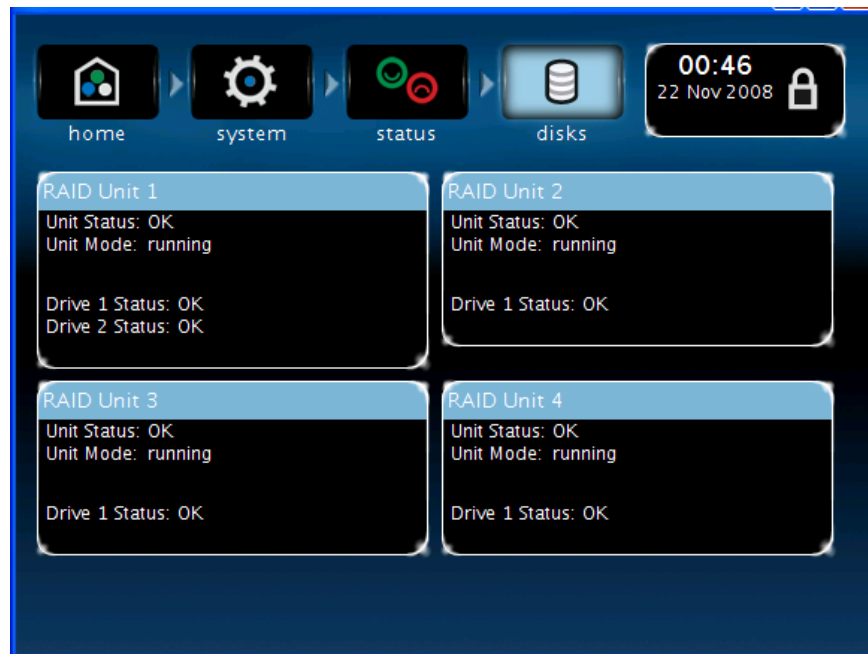 home
system
status
disks
00:46
22 Nov 2008
RAID Unit 1
Unit Status: OK
Unit Mode: running
Drive 1 Status: OK
Drive 2 Status: OK
RAID Unit 2
Unit Status: OK
Unit Mode: running
Drive 1 Status: OK
RAID Unit 3
Unit Status: OK
Unit Mode: running
Drive 1 Status: OK
RAID Unit 4
Unit Status: OK
Unit Mode: running
Drive 1 Status: OK